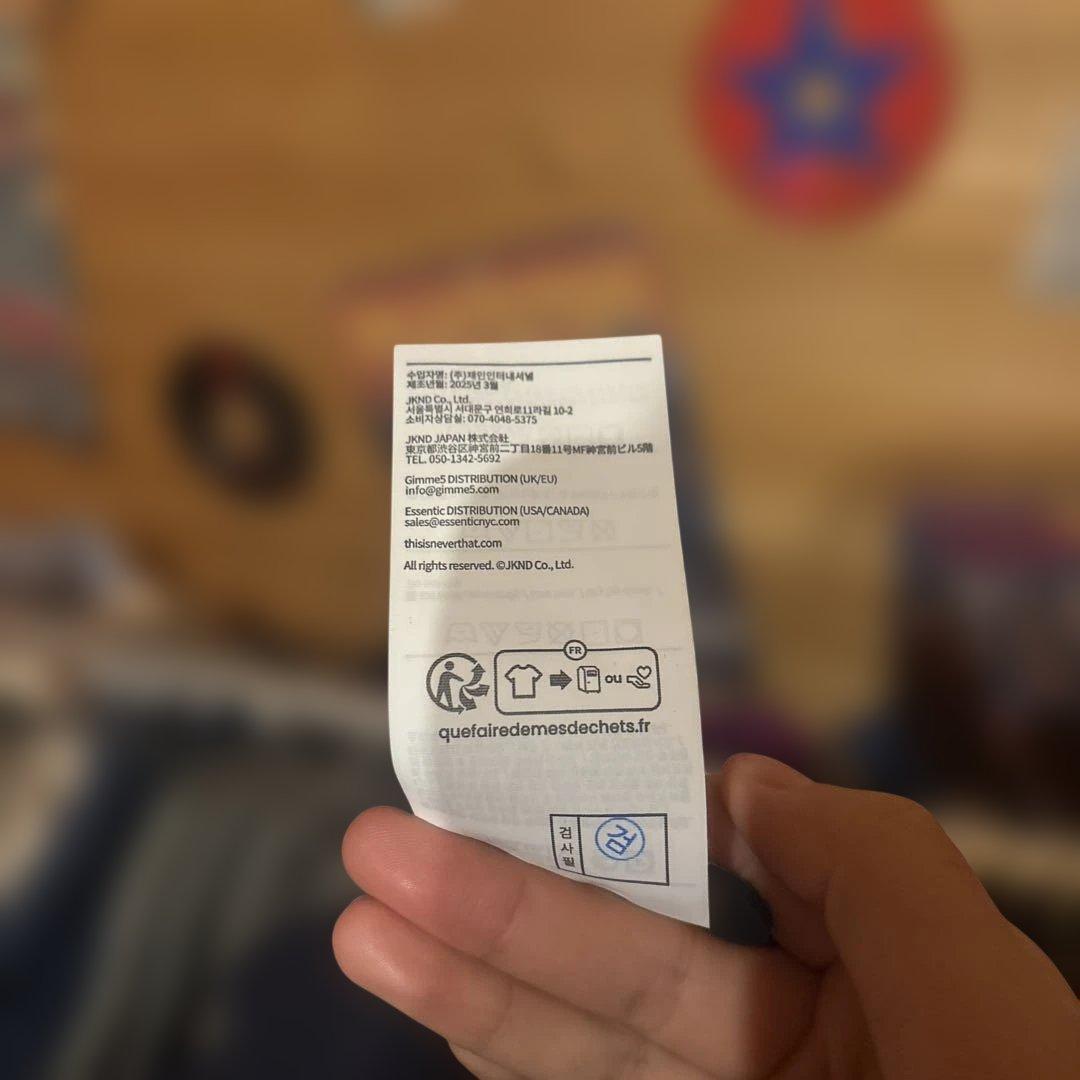 수입자명: (주)재인인터내셔널
제조년월: 2025년 3월
JKND Co., Ltd.
서울특별시 서대문구 연희로11라길 10-2
소비자상담실: 070-4048-5375
JKND JAPAN 株式会社
東京都渋谷区神宮前二丁目18番11号MF神宮前ビル5階
TEL. 050-1342-5692
Gimme5 DISTRIBUTION (UK/EU)
info@gimme5.com
Essentic DISTRIBUTION (USA/CANADA)
sales@essenticnyc.com
thisisneverthat.com
All rights reserved. ©JKND Co., Ltd.
FR
ou
quefairedemesdechets.fr
검사필
검